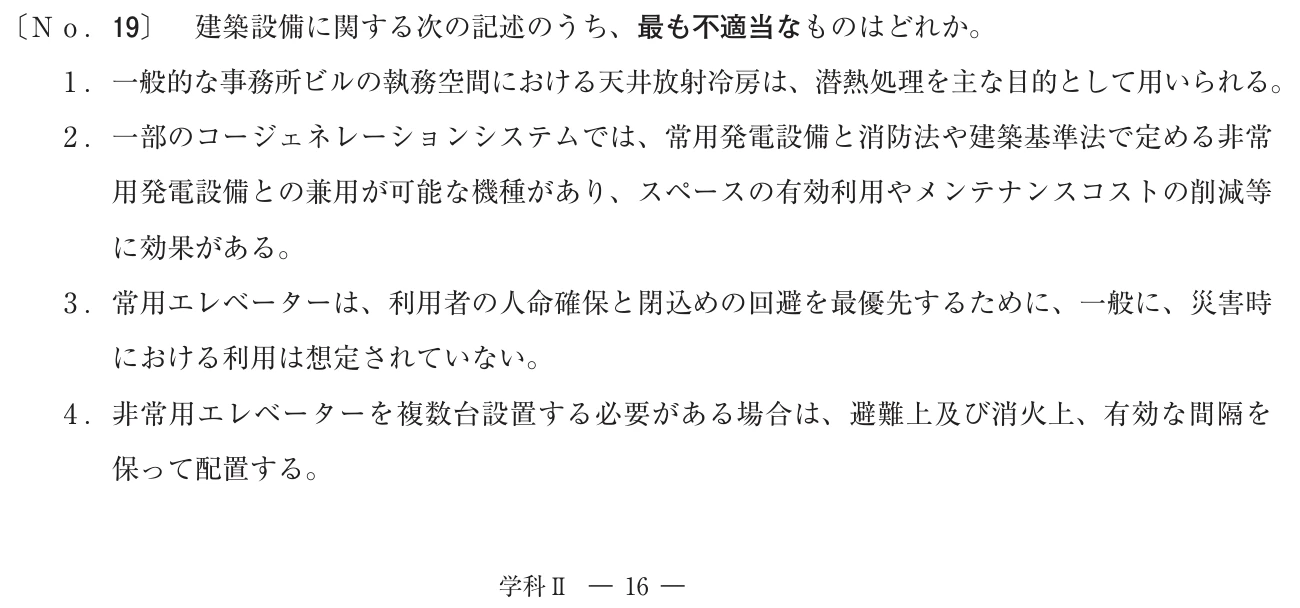 〔Ｎｏ．19〕　建築設備に関する次の記述のうち、最も不適当なものはどれか。
１．一般的な事務所ビルの執務空間における天井放射冷房は、潜熱処理を主な目的として用いられる。
２．一部のコージェネレーションシステムでは、常用発電設備と消防法や建築基準法で定める非常
用発電設備との兼用が可能な機種があり、スペースの有効利用やメンテナンスコストの削減等
に効果がある。
３．常用エレベーターは、利用者の人命確保と閉込めの回避を最優先するために、一般に、災害時
における利用は想定されていない。
４．非常用エレベーターを複数台設置する必要がある場合は、避難上及び消火上、有効な間隔を
保って配置する。
学科Ⅱ ― 16 ―